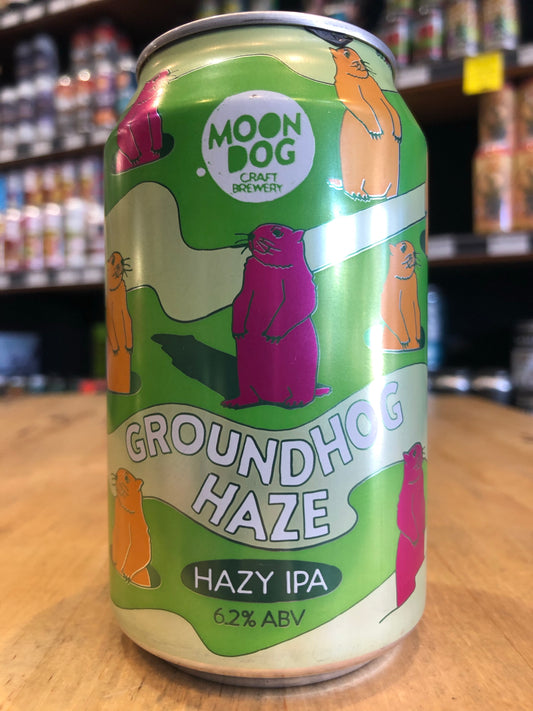 MOON
DOG
CRAFT
BREWERY
GROUNDHOG
HAZE
HAZY IPA
6.2% ABV